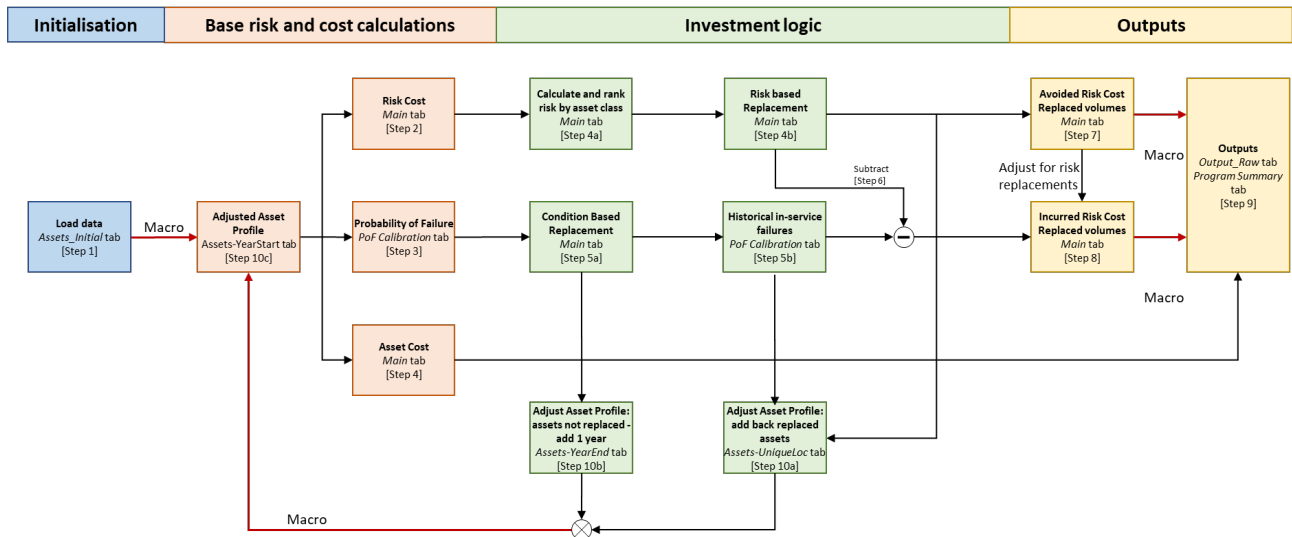 Initialisation
Base risk and cost calculations
Investment logic
Outputs
Risk Cost
Main tab
[Step 2]
Calculate and rank
risk by asset class
Main tab
[Step 4a]
Risk based
Replacement
Main tab
[Step 4b]
Avoided Risk Cost
Replaced volumes
Main tab
[Step 7]
Macro
Outputs
Output_Raw tab
Program Summary
tab
[Step 9]
Subtract
[Step 6]
Adjust for risk
replacements
Load data
Assets_Initial tab
[Step 1]
Macro
Adjusted Asset
Profile
Assets-YearStart tab
[Step 10c]
Probability of Failure
PoF Calibration tab
[Step 3]
Condition Based
Replacement
Main tab
[Step 5a]
Historical in-service
failures
PoF Calibration tab
[Step 5b]
Incurred Risk Cost
Replaced volumes
Main tab
[Step 8]
Macro
Asset Cost
Main tab
[Step 4]
Adjust Asset Profile:
assets not replaced -
add 1 year
Assets-YearEnd tab
[Step 10b]
Adjust Asset Profile:
add back replaced
assets
Assets-UniqueLoc tab
[Step 10a]
Macro